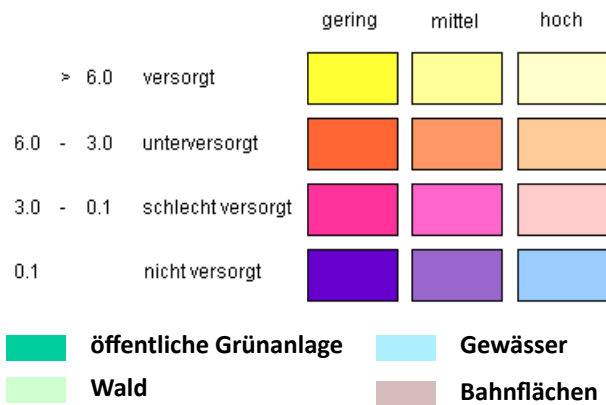 gering mittel hoch
> 6.0 versorgt
6.0 - 3.0 unterversorgt
3.0 - 0.1 schlecht versorgt
0.1 nicht versorgt
öffentliche Grünanlage Gewässer
Wald Bahnflächen